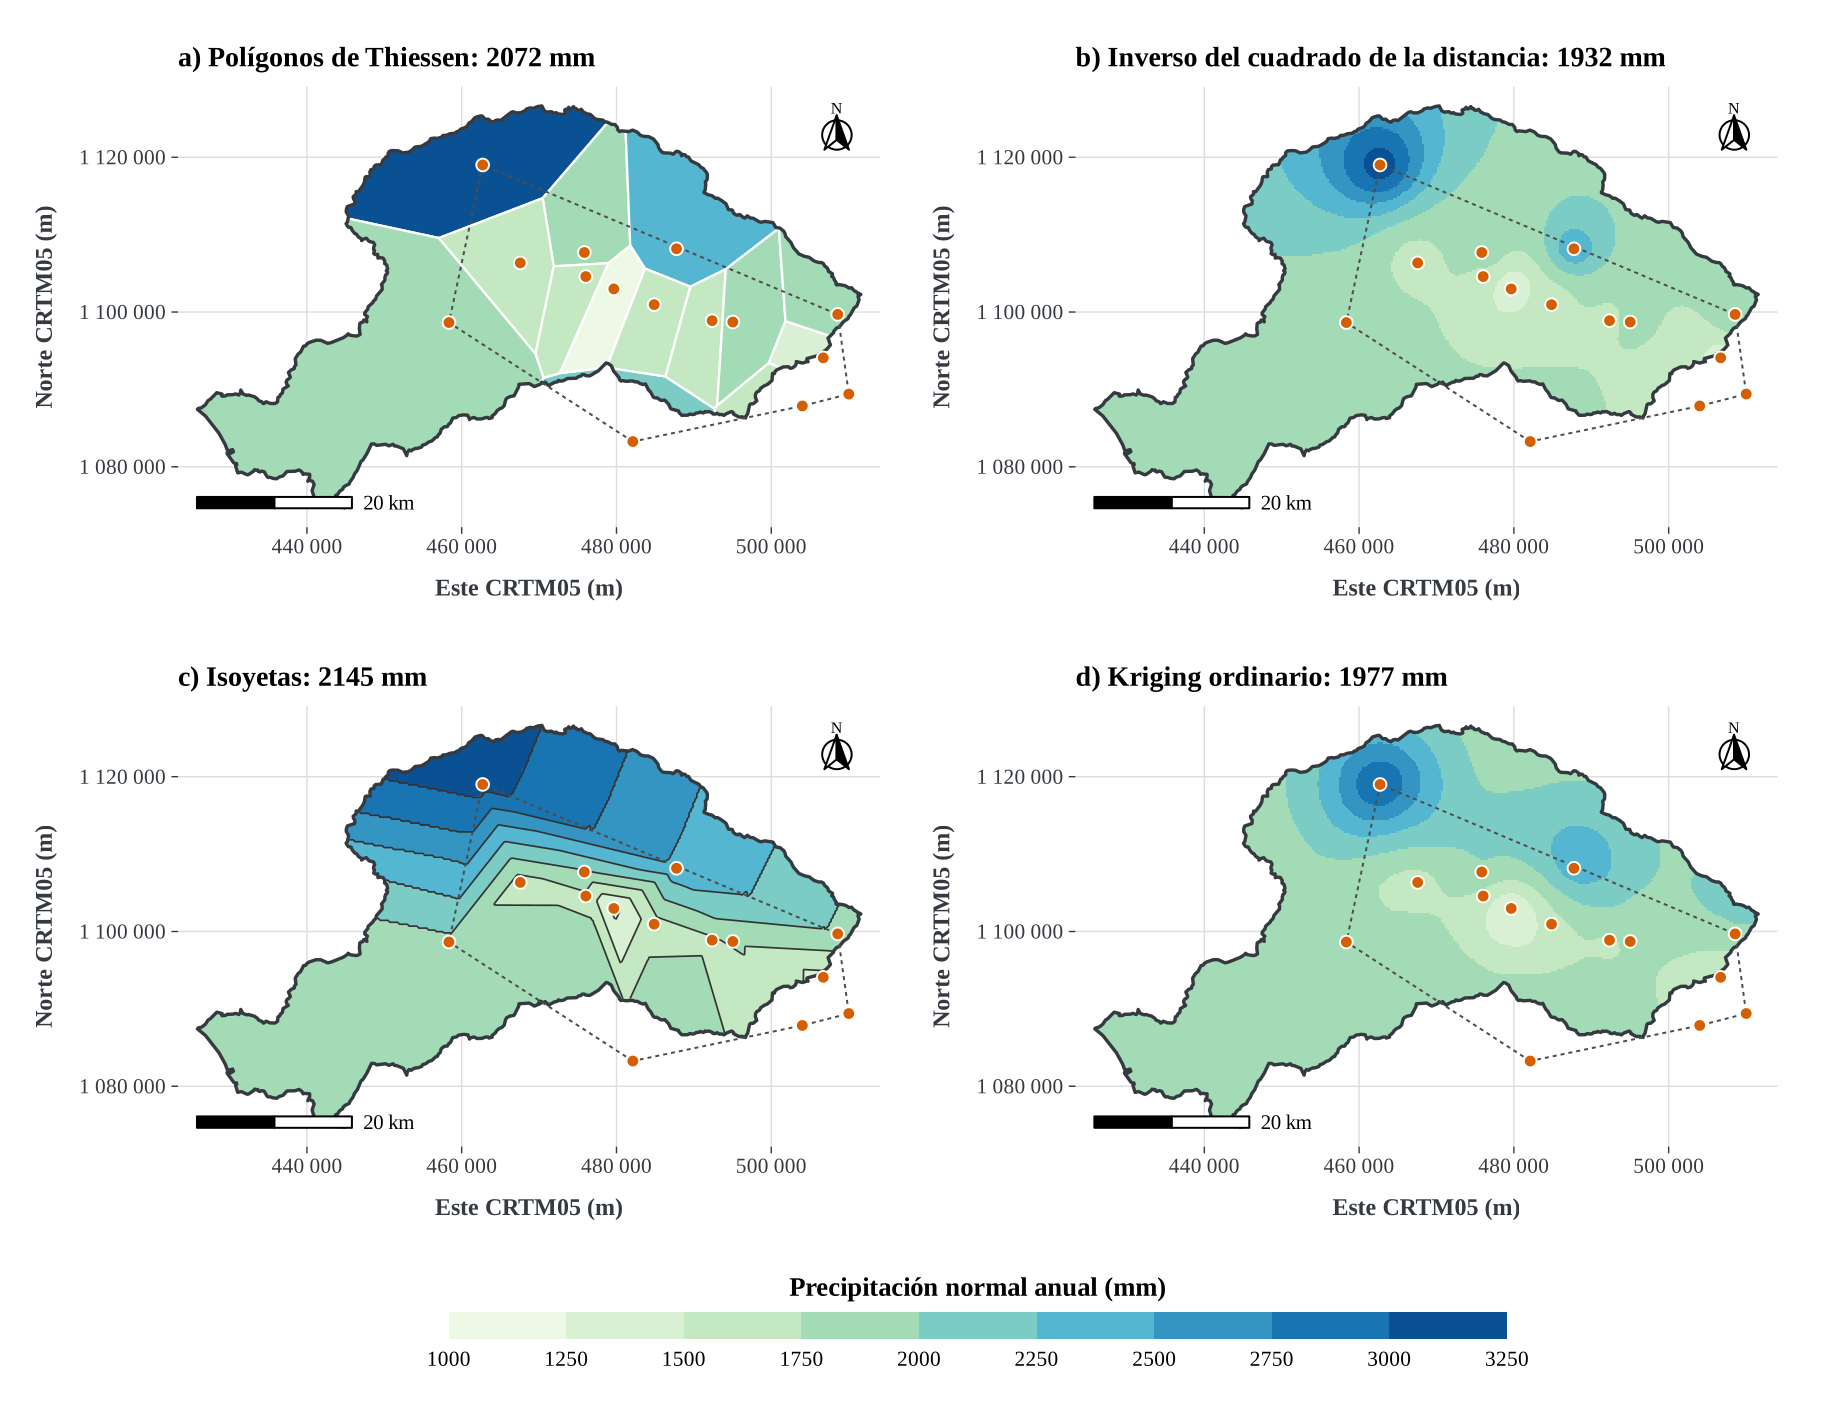 a) Polígonos de Thiessen: 2072 mm
N
1 120 000
1 100 000
1 080 000
Norte CRTM05 (m)
20 km
440 000 460 000 480 000 500 000
Este CRTM05 (m)
b) Inverso del cuadrado de la distancia: 1932 mm
N
1 120 000
1 100 000
1 080 000
Norte CRTM05 (m)
20 km
440 000 460 000 480 000 500 000
Este CRTM05 (m)
c) Isoyetas: 2145 mm
N
1 120 000
1 100 000
1 080 000
Norte CRTM05 (m)
20 km
440 000 460 000 480 000 500 000
Este CRTM05 (m)
d) Kriging ordinario: 1977 mm
N
1 120 000
1 100 000
1 080 000
Norte CRTM05 (m)
20 km
440 000 460 000 480 000 500 000
Este CRTM05 (m)
Precipitación normal anual (mm)
1000 1250 1500 1750 2000 2250 2500 2750 3000 3250